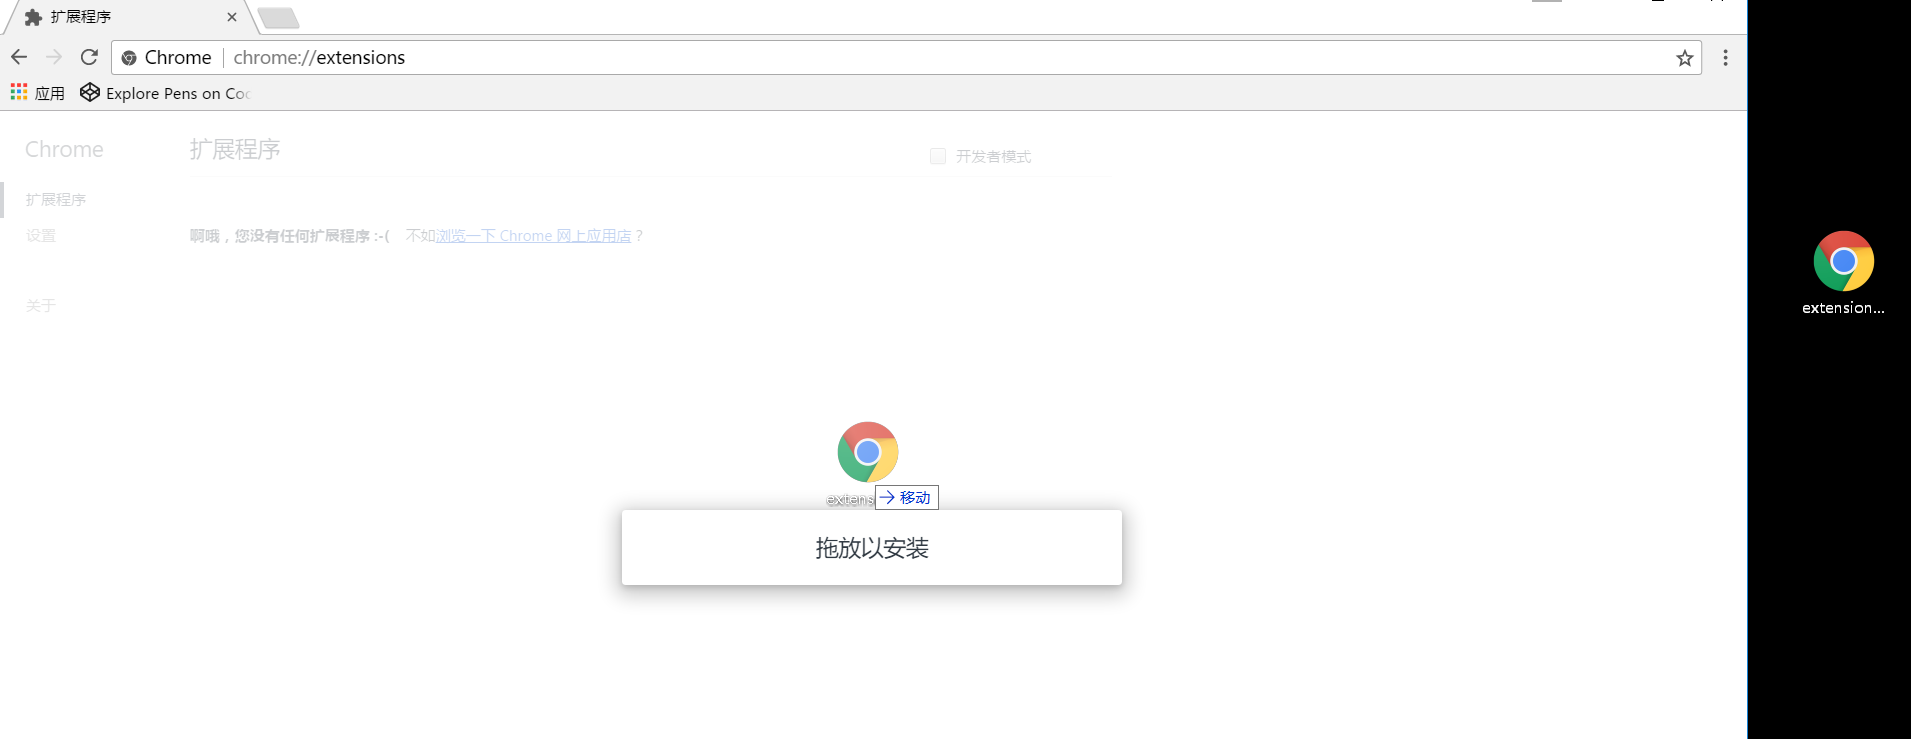 扩展程序
Chrome
chrome://extensions
应用
Explore Pens on Coc
Chrome
扩展程序
开发者模式
扩展程序
设置
啊哦，您没有任何扩展程序 :-( 不如浏览一下 Chrome 网上应用店？
关于
extension...
extens
移动
拖放以安装